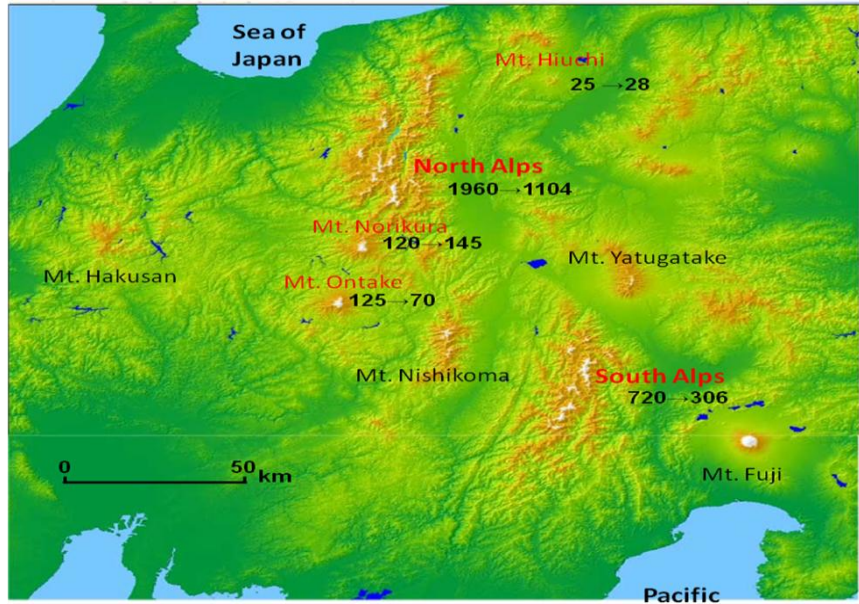 Sea of
Japan
Mt. Hiuchi
25→28
North Alps
1960→1104
Mt. Norikura
120→145
Mt. Hakusan
Mt. Yatugatake
Mt. Ontake
125→70
Mt. Nishikoma
South Alps
720→306
0 50
km
Mt. Fuji
Pacific